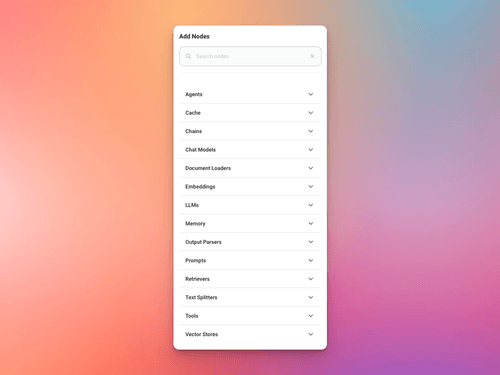 Add Nodes
Search nodes
Agents
Cache
Chains
Chat Models
Document Loaders
Embeddings
LLMs
Memory
Output Parsers
Prompts
Retrievers
Text Splitters
Tools
Vector Stores